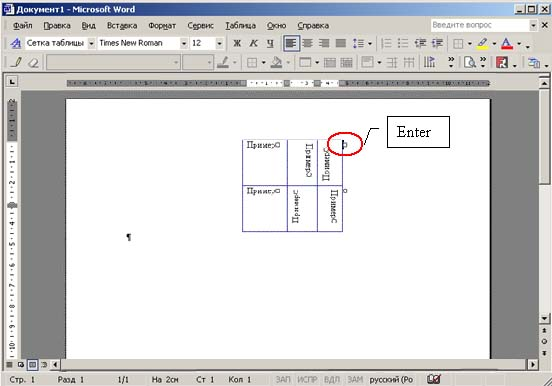 Документ1 - Microsoft Word
Файл Правка Вид Вставка Формат Сервис Таблица Окно Справка
Введите вопрос
Сетка таблицы Times New Roman 12 Ж К Ч
Enter
Пример Пример Пример
Пример Пример Пример
Стр. 1 Разд 1 1/1 На 2см Ст 1 Кол 1 ЗАП ИСПР ВДЛ ЗАМ русский (Ро